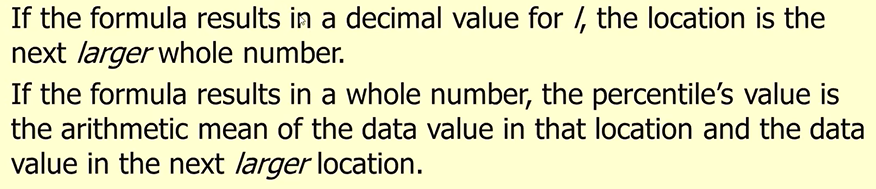 If the formula results in a decimal value for l, the location is the
next larger whole number.
If the formula results in a whole number, the percentile's value is
the arithmetic mean of the data value in that location and the data
value in the next larger location.